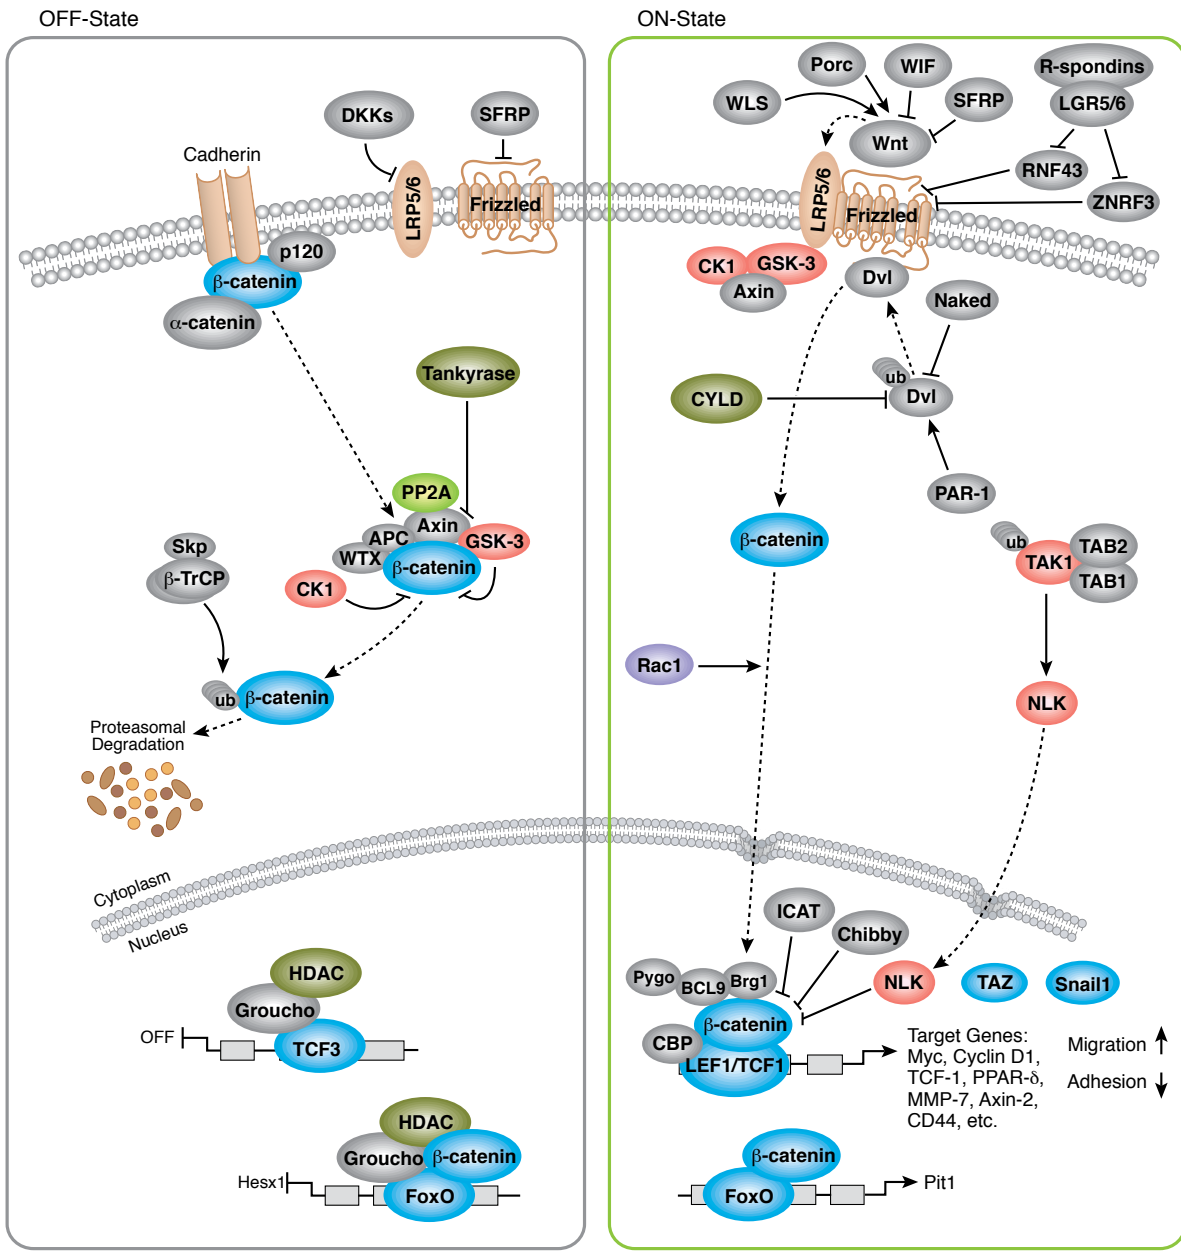 OFF-State
DKKs
SFRP
Cadherin
LRP5/6
Frizzled
p120
β-catenin
α-catenin
Tankyrase
PP2A
Axin
APC
GSK-3
WTX
β-catenin
CK1
Skp
β-TrCP
ub
β-catenin
Proteasomal
Degradation
Cytoplasm
Nucleus
HDAC
Groucho
OFF
TCF3
HDAC
Groucho
β-catenin
Hesx1
FoxO
ON-State
Porc
WIF
R-spondins
WLS
SFRP
LGR5/6
Wnt
RNF43
LRP5/6
Frizzled
ZNRF3
CK1
GSK-3
Axin
Dvl
Naked
ub
Dvl
CYLD
PAR-1
β-catenin
ub
TAK1
TAB2
TAB1
Rac1
NLK
ICAT
Chibby
Pygo
BCL9
Brg1
NLK
TAZ
Snail1
β-catenin
CBP
LEF1/TCF1
Target Genes:
Myc, Cyclin D1,
TCF-1, PPAR-δ,
MMP-7, Axin-2,
CD44, etc.
Migration
Adhesion
β-catenin
FoxO
Pit1